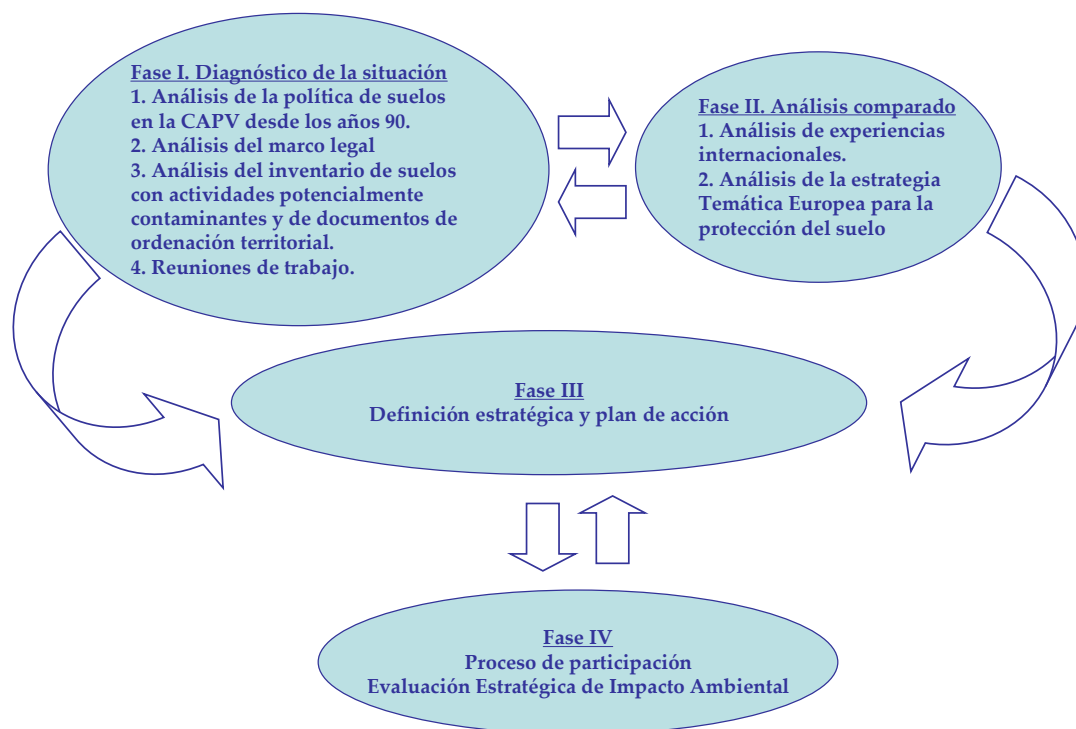 Fase I. Diagnóstico de la situación
1. Análisis de la política de suelos
en la CAPV desde los años 90.
2. Análisis del marco legal
3. Análisis del inventario de suelos
con actividades potencialmente
contaminantes y de documentos de
ordenación territorial.
4. Reuniones de trabajo.
Fase II. Análisis comparado
1. Análisis de experiencias
internacionales.
2. Análisis de la estrategia
Temática Europea para la
protección del suelo
Fase III
Definición estratégica y plan de acción
Fase IV
Proceso de participación
Evaluación Estratégica de Impacto Ambiental